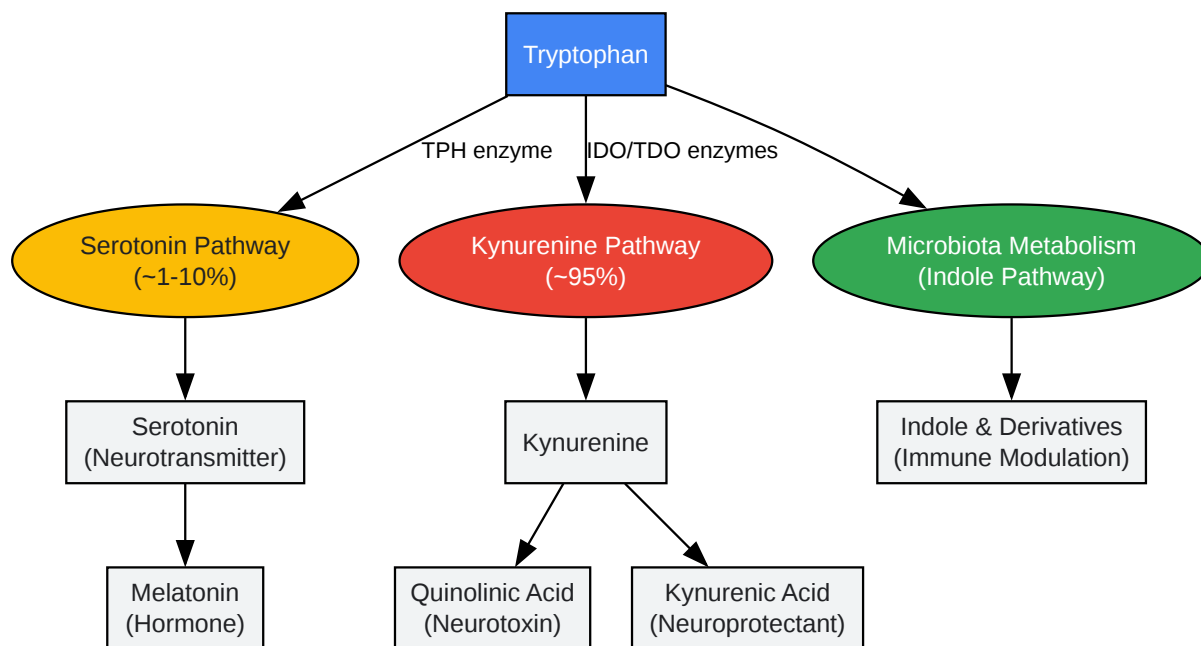 Tryptophan
TPH enzyme
IDO/TDO enzymes
Serotonin Pathway
(~1-10%)
Kynurenine Pathway
(~95%)
Microbiota Metabolism
(Indole Pathway)
Serotonin
(Neurotransmitter)
Kynurenine
Indole & Derivatives
(Immune Modulation)
Melatonin
(Hormone)
Quinolinic Acid
(Neurotoxin)
Kynurenic Acid
(Neuroprotectant)